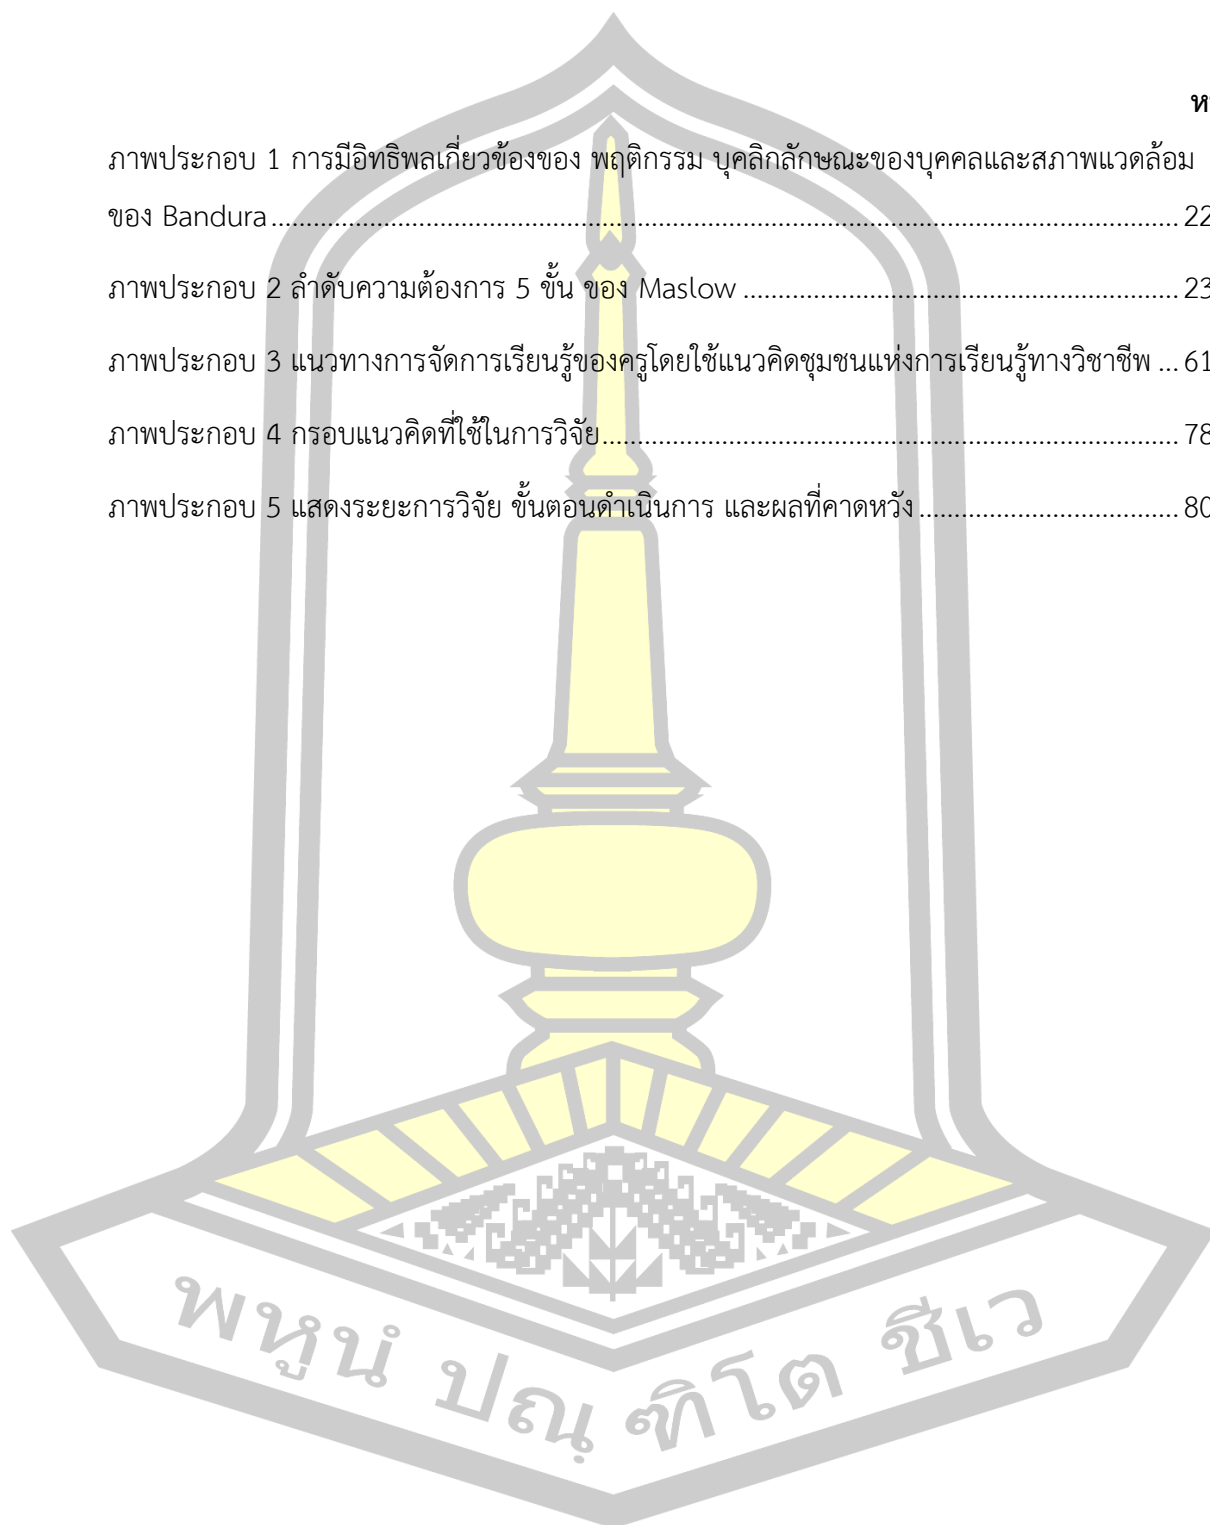 ห
ภาพประกอบ 1 การมีอิทธิพลเกี่ยวข้องของ พฤติกรรม บุคลิกลักษณะของบุคคลและสภาพแวดล้อม
ของ Bandura ........................................................................................................ 22
ภาพประกอบ 2 ลำดับความต้องการ 5 ขั้น ของ Maslow .................................................. 23
ภาพประกอบ 3 แนวทางการจัดการเรียนรู้ของครูโดยใช้แนวคิดชุมชนแห่งการเรียนรู้ทางวิชาชีพ ... 61
ภาพประกอบ 4 กรอบแนวคิดที่ใช้ในการวิจัย.................................................................. 78
ภาพประกอบ 5 แสดงระยะการวิจัย ขั้นตอนดำเนินการ และผลที่คาดหวัง .............................. 80
พหูนํ ปณฺฑิโต ชีเว